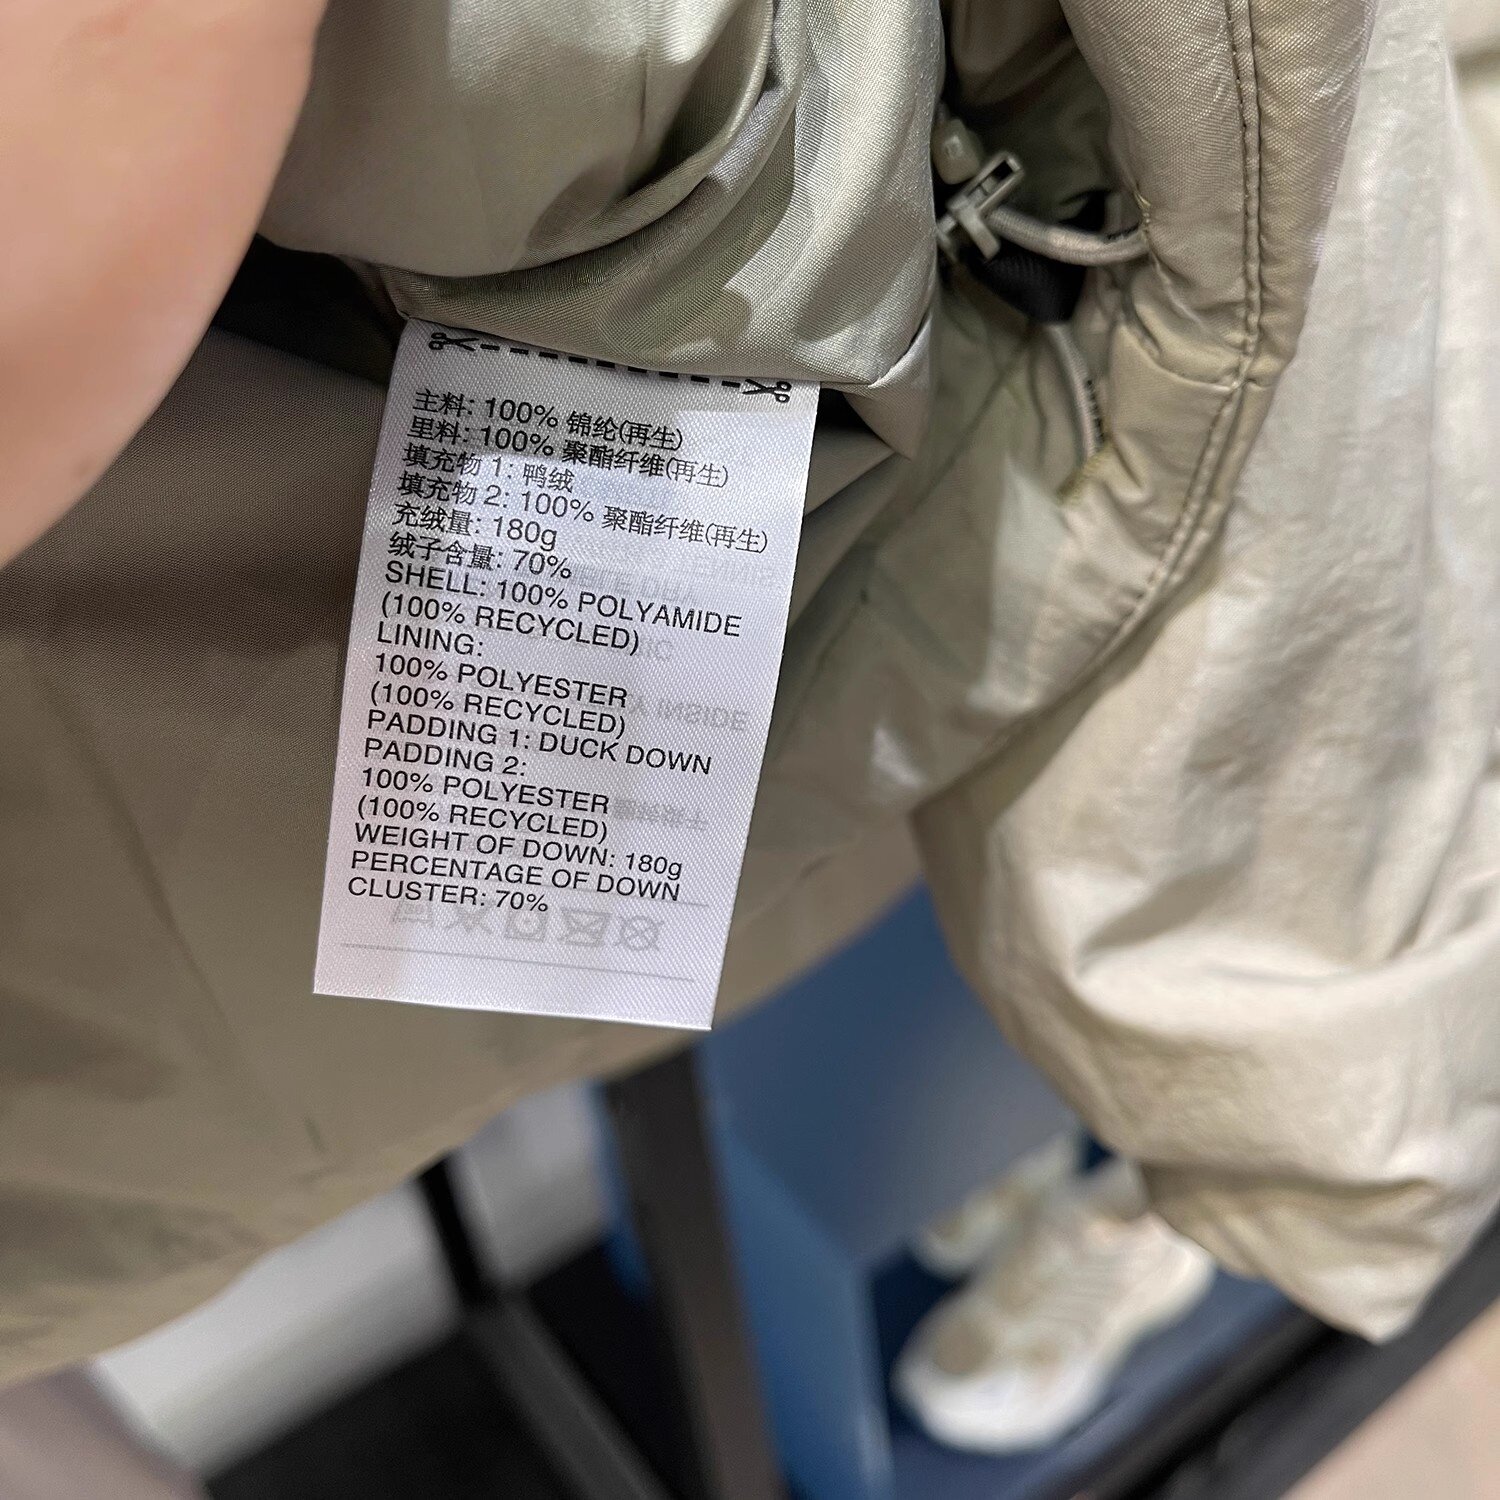 主料: 100% 锦纶(再生)
里料: 100% 聚酯纤维(再生)
填充物 1: 鸭绒
填充物 2: 100% 聚酯纤维(再生)
充绒量: 180g
绒子含量: 70%
SHELL: 100% POLYAMIDE
(100% RECYCLED)
LINING:
100% POLYESTER
(100% RECYCLED)
PADDING 1: DUCK DOWN
PADDING 2:
100% POLYESTER
(100% RECYCLED)
WEIGHT OF DOWN: 180g
PERCENTAGE OF DOWN
CLUSTER: 70%